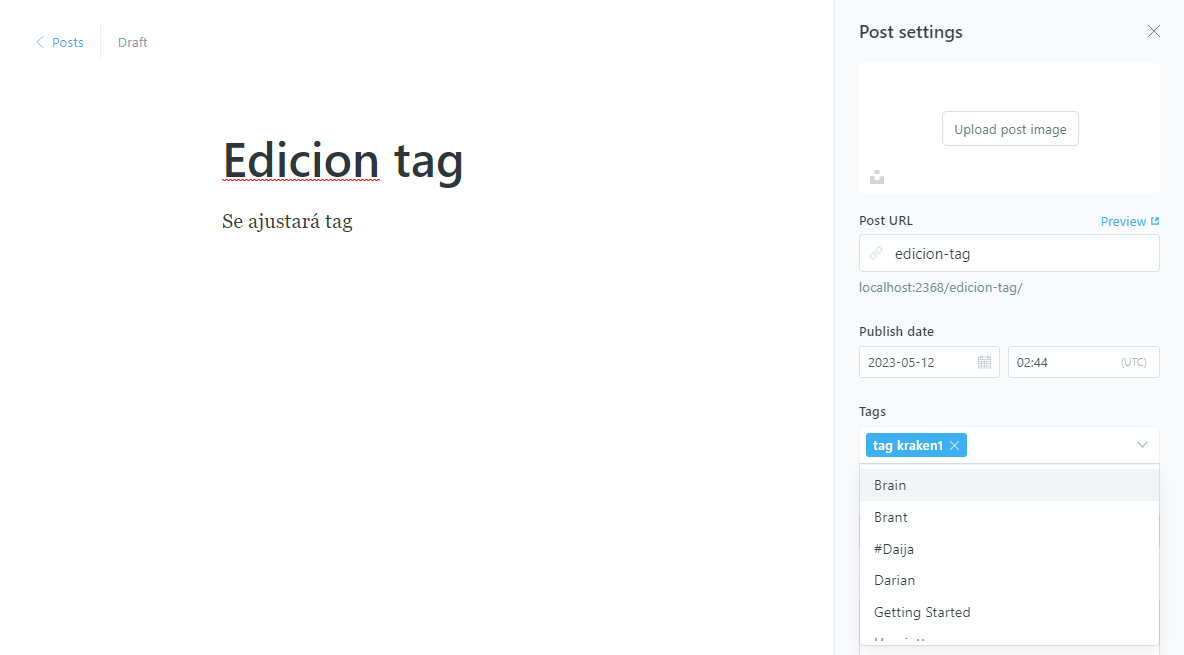 Posts
Draft
Edicion tag
Se ajustará tag
Post settings
Upload post image
Post URL
Preview
edicion-tag
localhost:2368/edicion-tag/
Publish date
2023-05-12
02:44
(UTC)
Tags
tag kraken1
Brain
Brant
#Daija
Darian
Getting Started